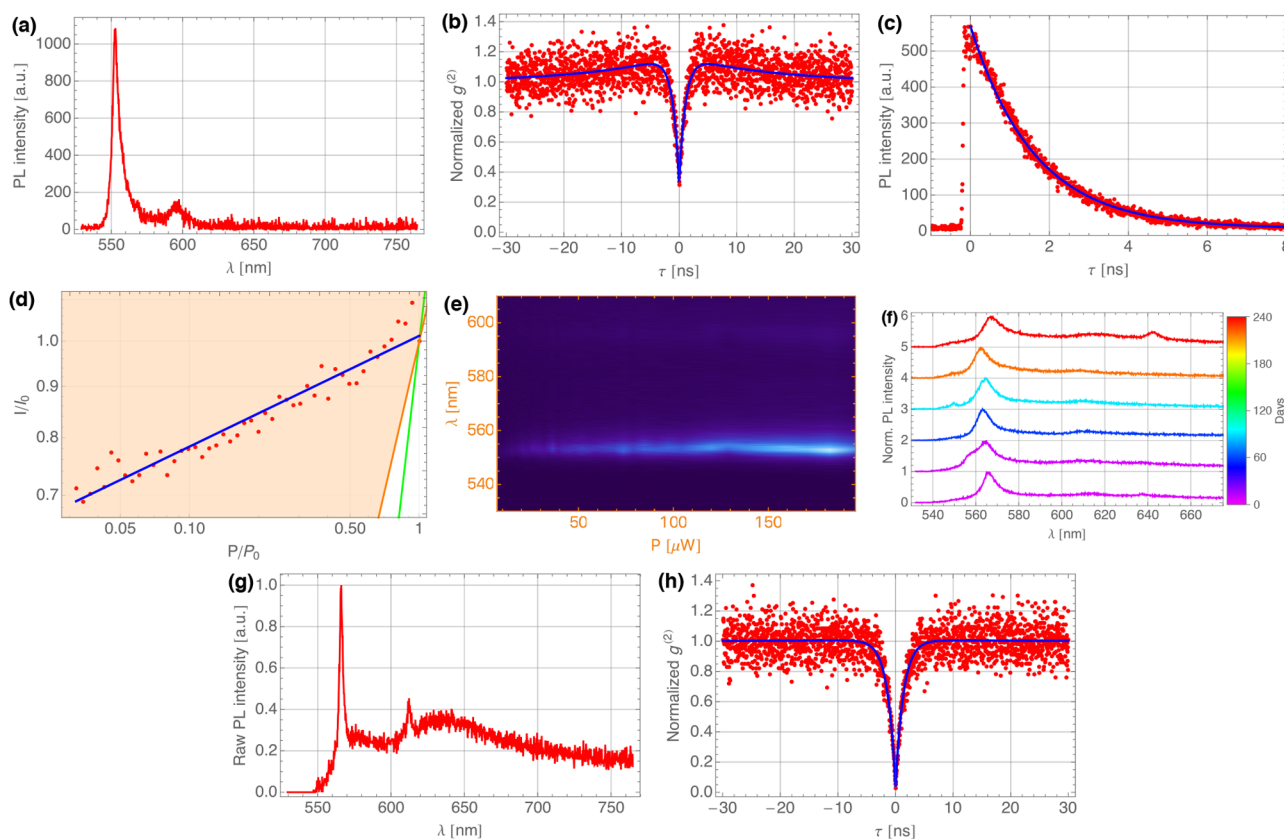 (a)
PL intensity [a.u.]
1000
800
600
400
200
0
550 600 650 700 750
λ [nm]
(b)
Normalized g(2)
1.4
1.2
1.0
0.8
0.6
0.4
0.2
0.0
−30 −20 −10 0 10 20 30
τ [ns]
(c)
PL intensity [a.u.]
500
400
300
200
100
0
0 2 4 6 8
τ [ns]
(d)
I/I0
1.0
0.9
0.8
0.7
0.05 0.10 0.50 1
P/P0
(e)
λ [nm]
600
580
560
540
50 100 150
P [μW]
(f)
Norm. PL intensity
6
5
4
3
2
1
0
540 560 580 600 620 640 660
λ [nm]
240
180
120
60
0
Days
(g)
Raw PL intensity [a.u.]
1.0
0.8
0.6
0.4
0.2
0.0
550 600 650 700 750
λ [nm]
(h)
Normalized g(2)
1.4
1.2
1.0
0.8
0.6
0.4
0.2
0.0
−30 −20 −10 0 10 20 30
τ [ns]